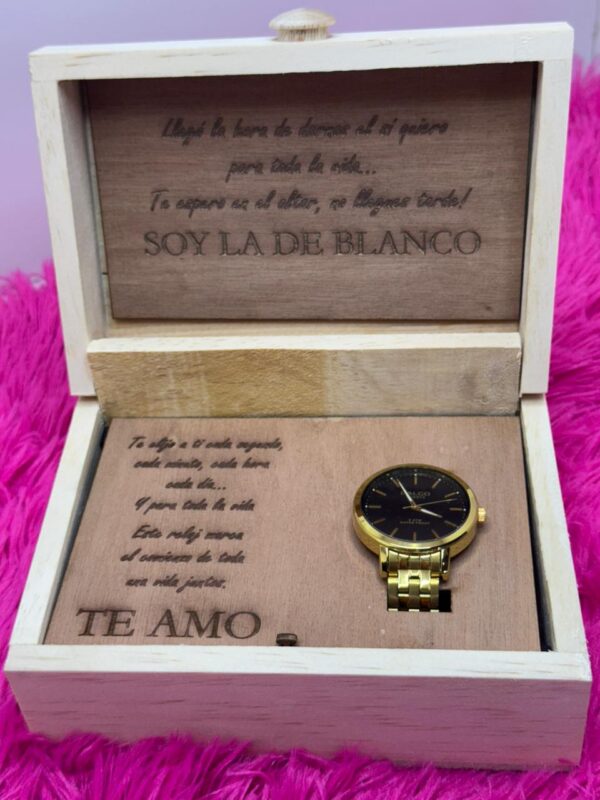 Llegó la hora de darnos el sí quiero
para toda la vida...
Te espero en el altar, no llegues tarde!
SOY LA DE BLANCO
Te elijo a ti cada segundo,
cada minuto, cada hora
cada día...
Y para toda la vida
Este reloj marca
el comienzo de toda
una vida juntos.
TE AMO